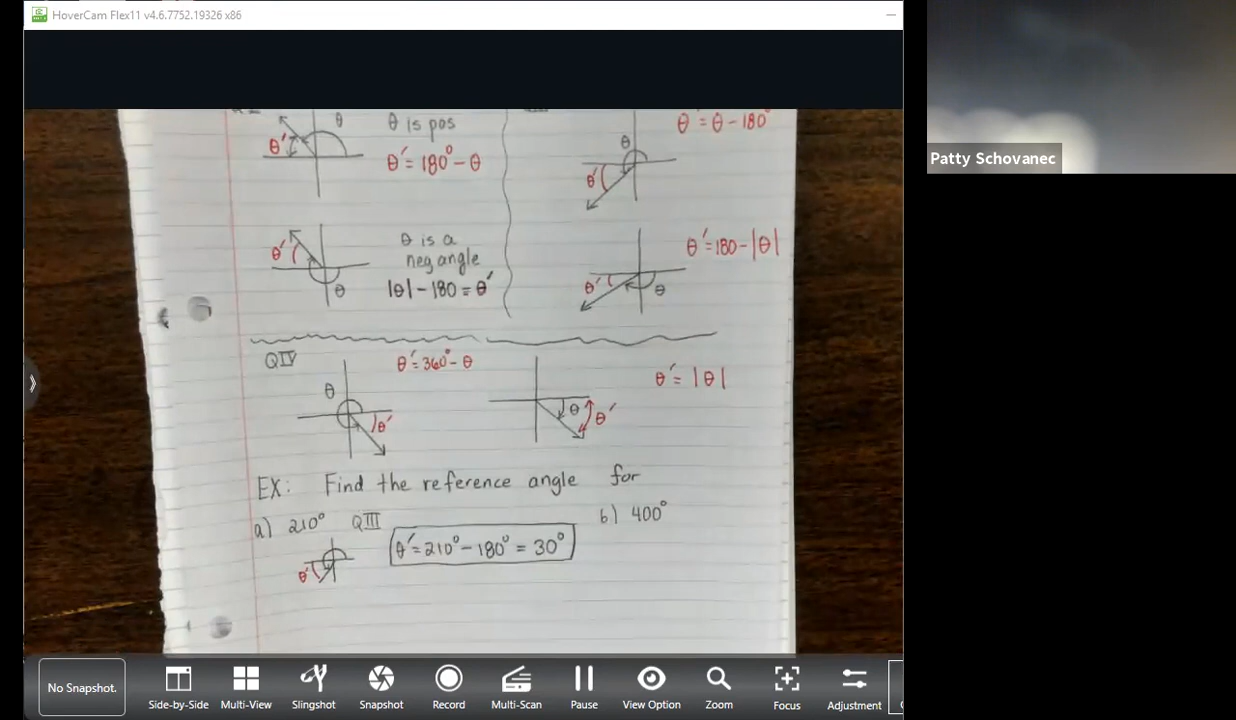 HoverCam Flex11 v4.6.7752.19326 x86
Patty Schovanec
θ
θ is pos
θ′
θ′ = 180° - θ
θ′ = θ - 180°
θ
θ′
θ is a
neg angle
θ′
θ
|θ| - 180 = θ′
θ′ = 180 - |θ|
θ′
θ
QIV
θ′ = 360° - θ
θ
θ′
θ′ = |θ|
θ
θ′
EX: Find the reference angle for
a) 210° QIII
θ′ = 210° - 180° = 30°
θ′
b) 400°
No Snapshot.
Side-by-Side
Multi-View
Slingshot
Snapshot
Record
Multi-Scan
Pause
View Option
Zoom
Focus
Adjustment